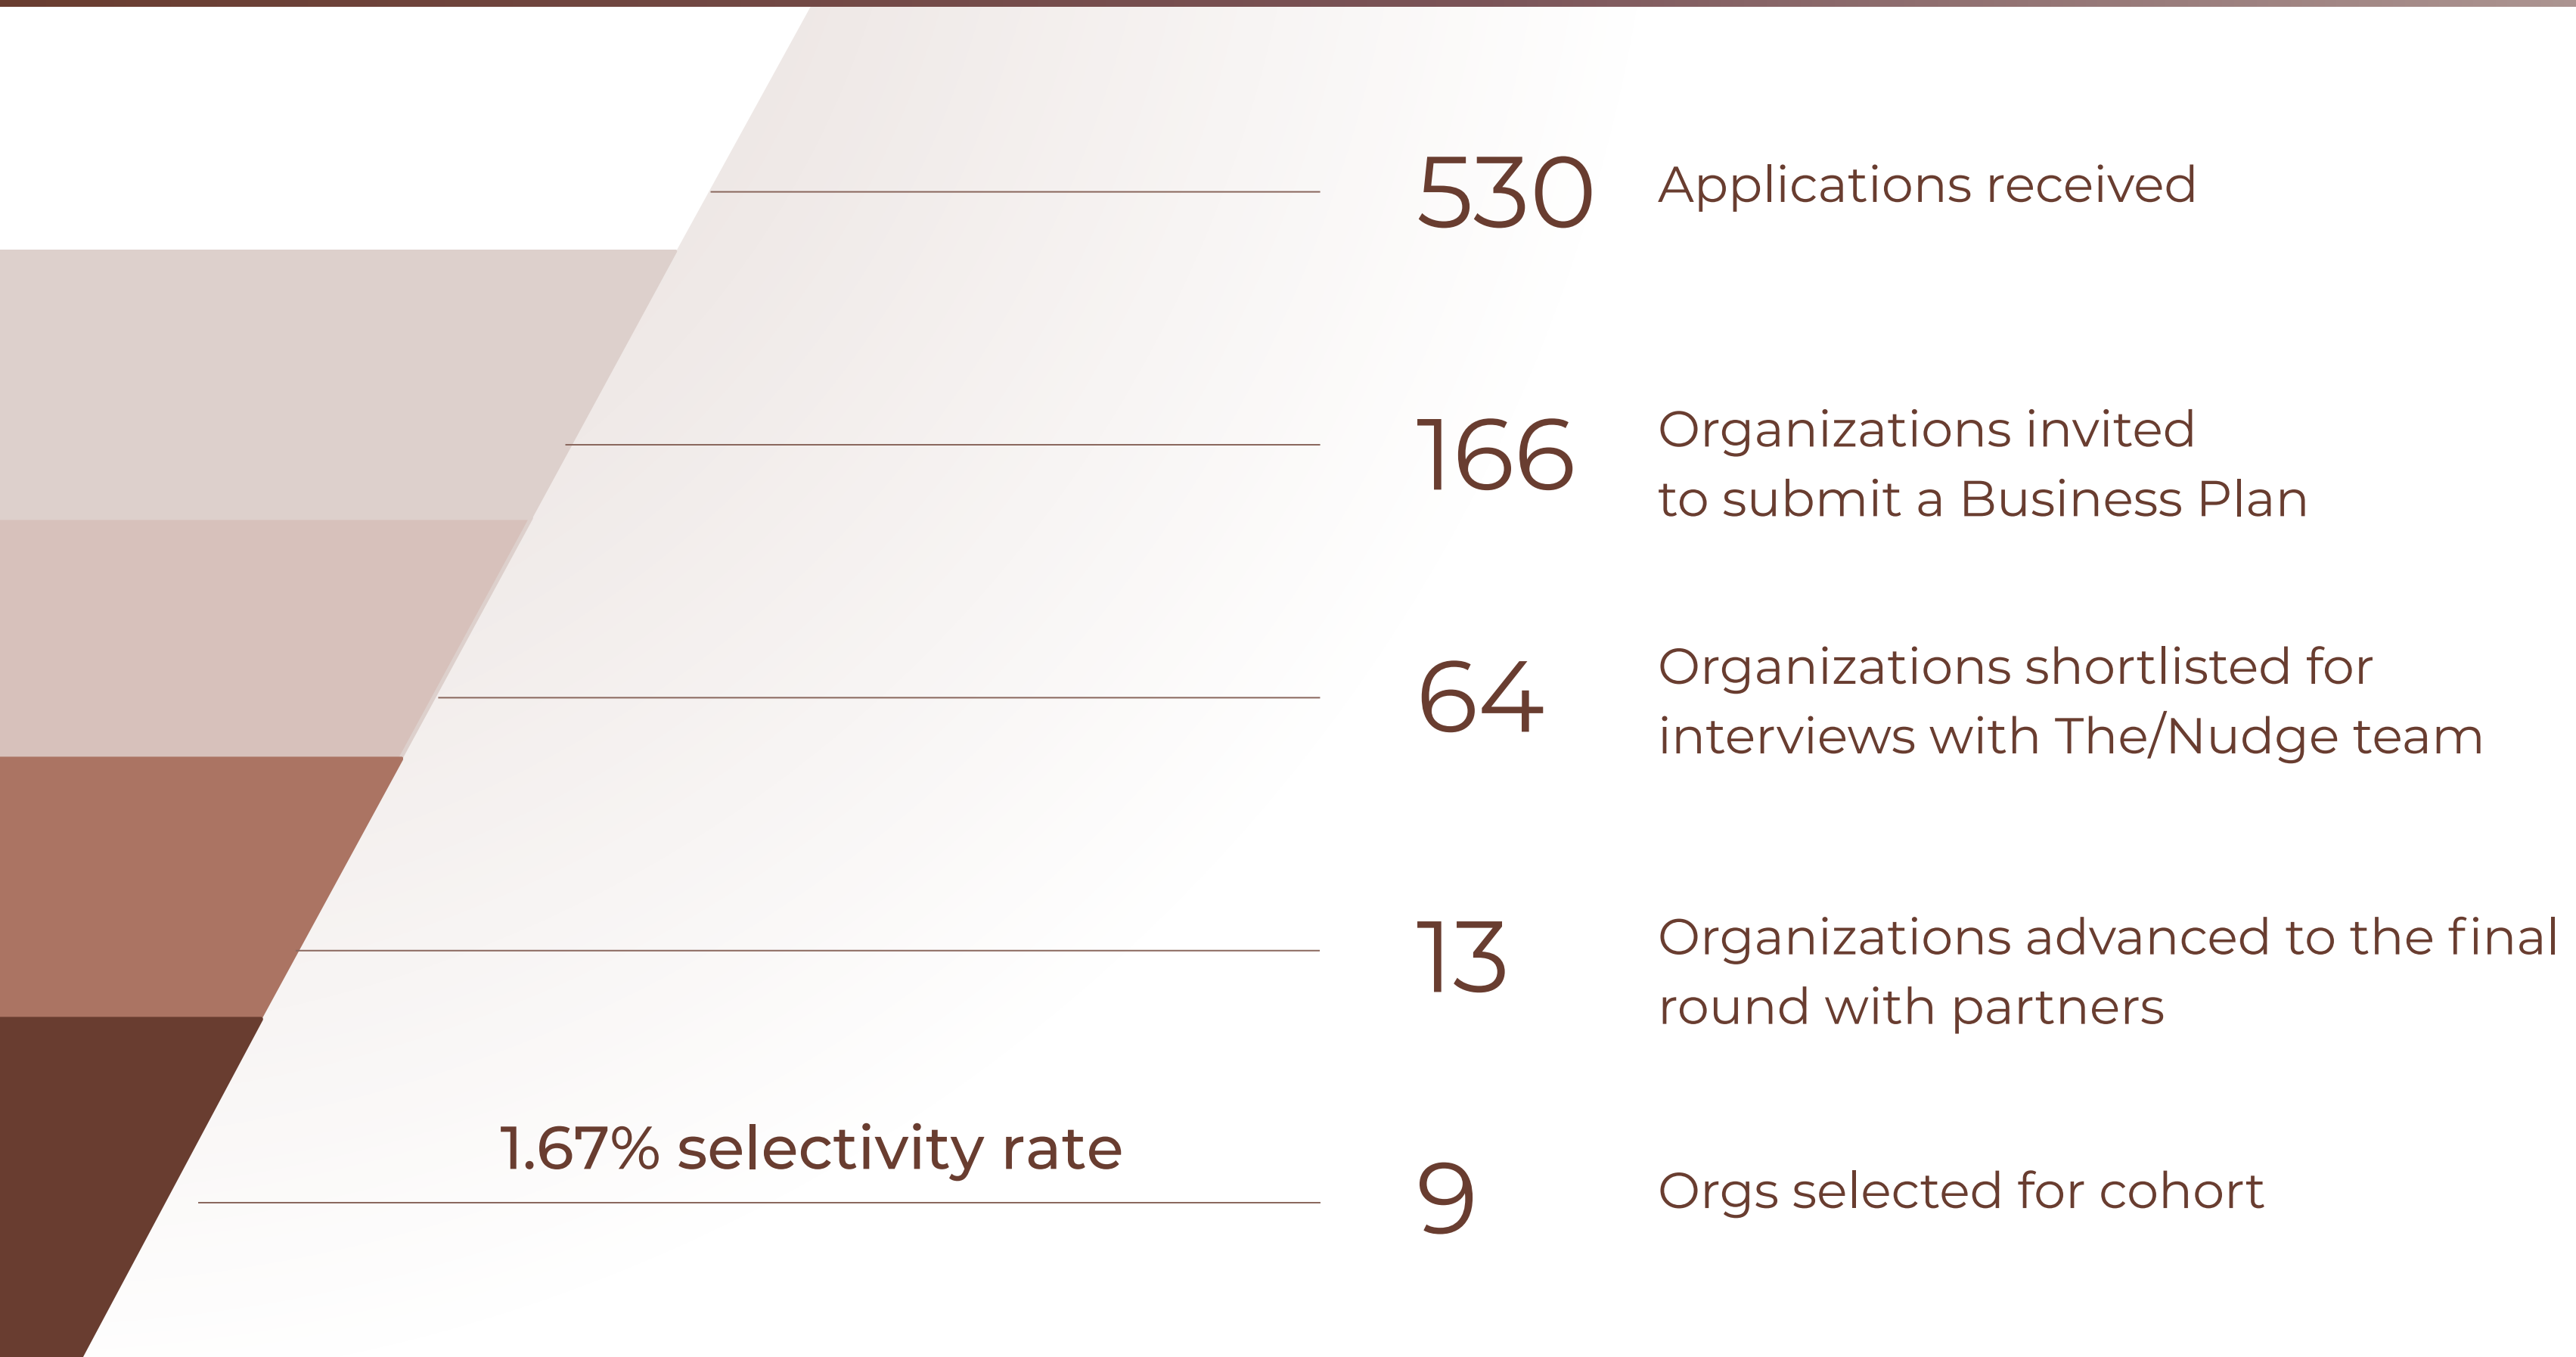 530 Applications received
166 Organizations invited
to submit a Business Plan
64 Organizations shortlisted for
interviews with The/Nudge team
13 Organizations advanced to the final
round with partners
1.67% selectivity rate
9 Orgs selected for cohort